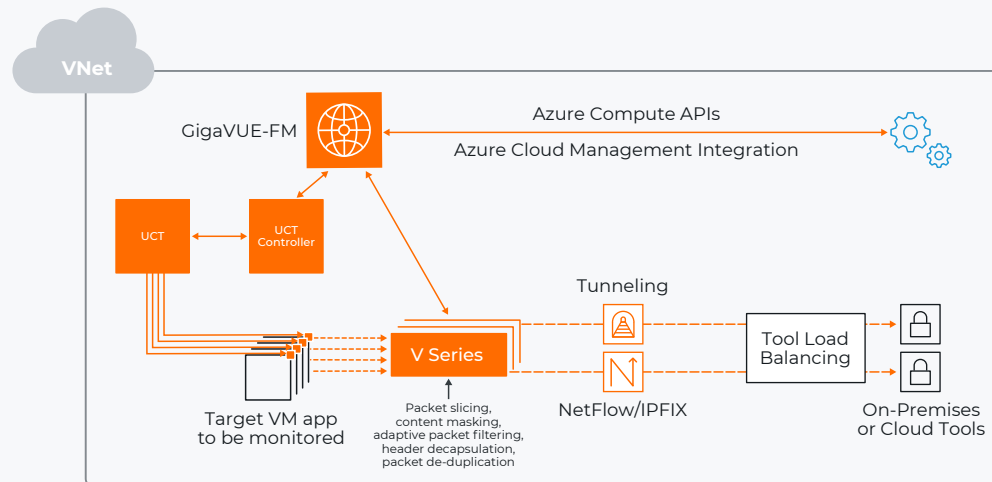 VNet
GigaVUE-FM
Azure Compute APIs
Azure Cloud Management Integration
UCT
UCT
Controller
Tunneling
V Series
Tool Load
Balancing
Target VM app
to be monitored
Packet slicing,
content masking,
adaptive packet filtering,
header decapsulation,
packet de-duplication
NetFlow/IPFIX
On-Premises
or Cloud Tools